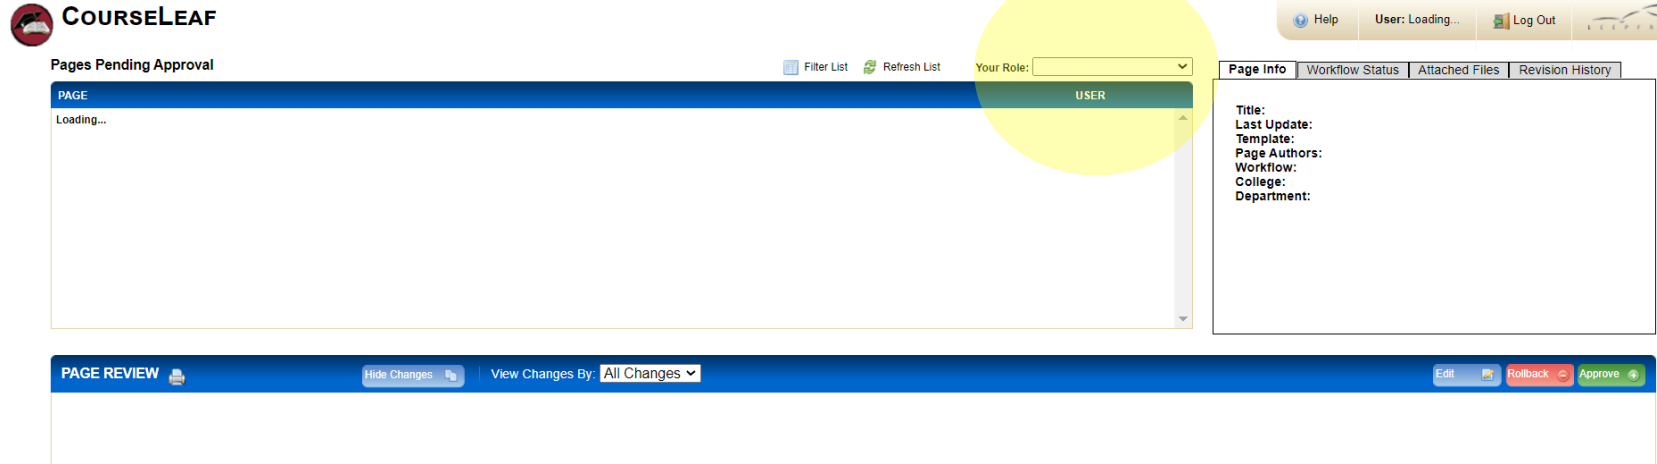 COURSELEAF
Help User: Loading... Log Out
Pages Pending Approval
Filter List Refresh List Your Role:
PAGE USER
Loading...
Page Info Workflow Status Attached Files Revision History
Title:
Last Update:
Template:
Page Authors:
Workflow:
College:
Department:
PAGE REVIEW Hide Changes View Changes By: All Changes Edit Rollback Approve